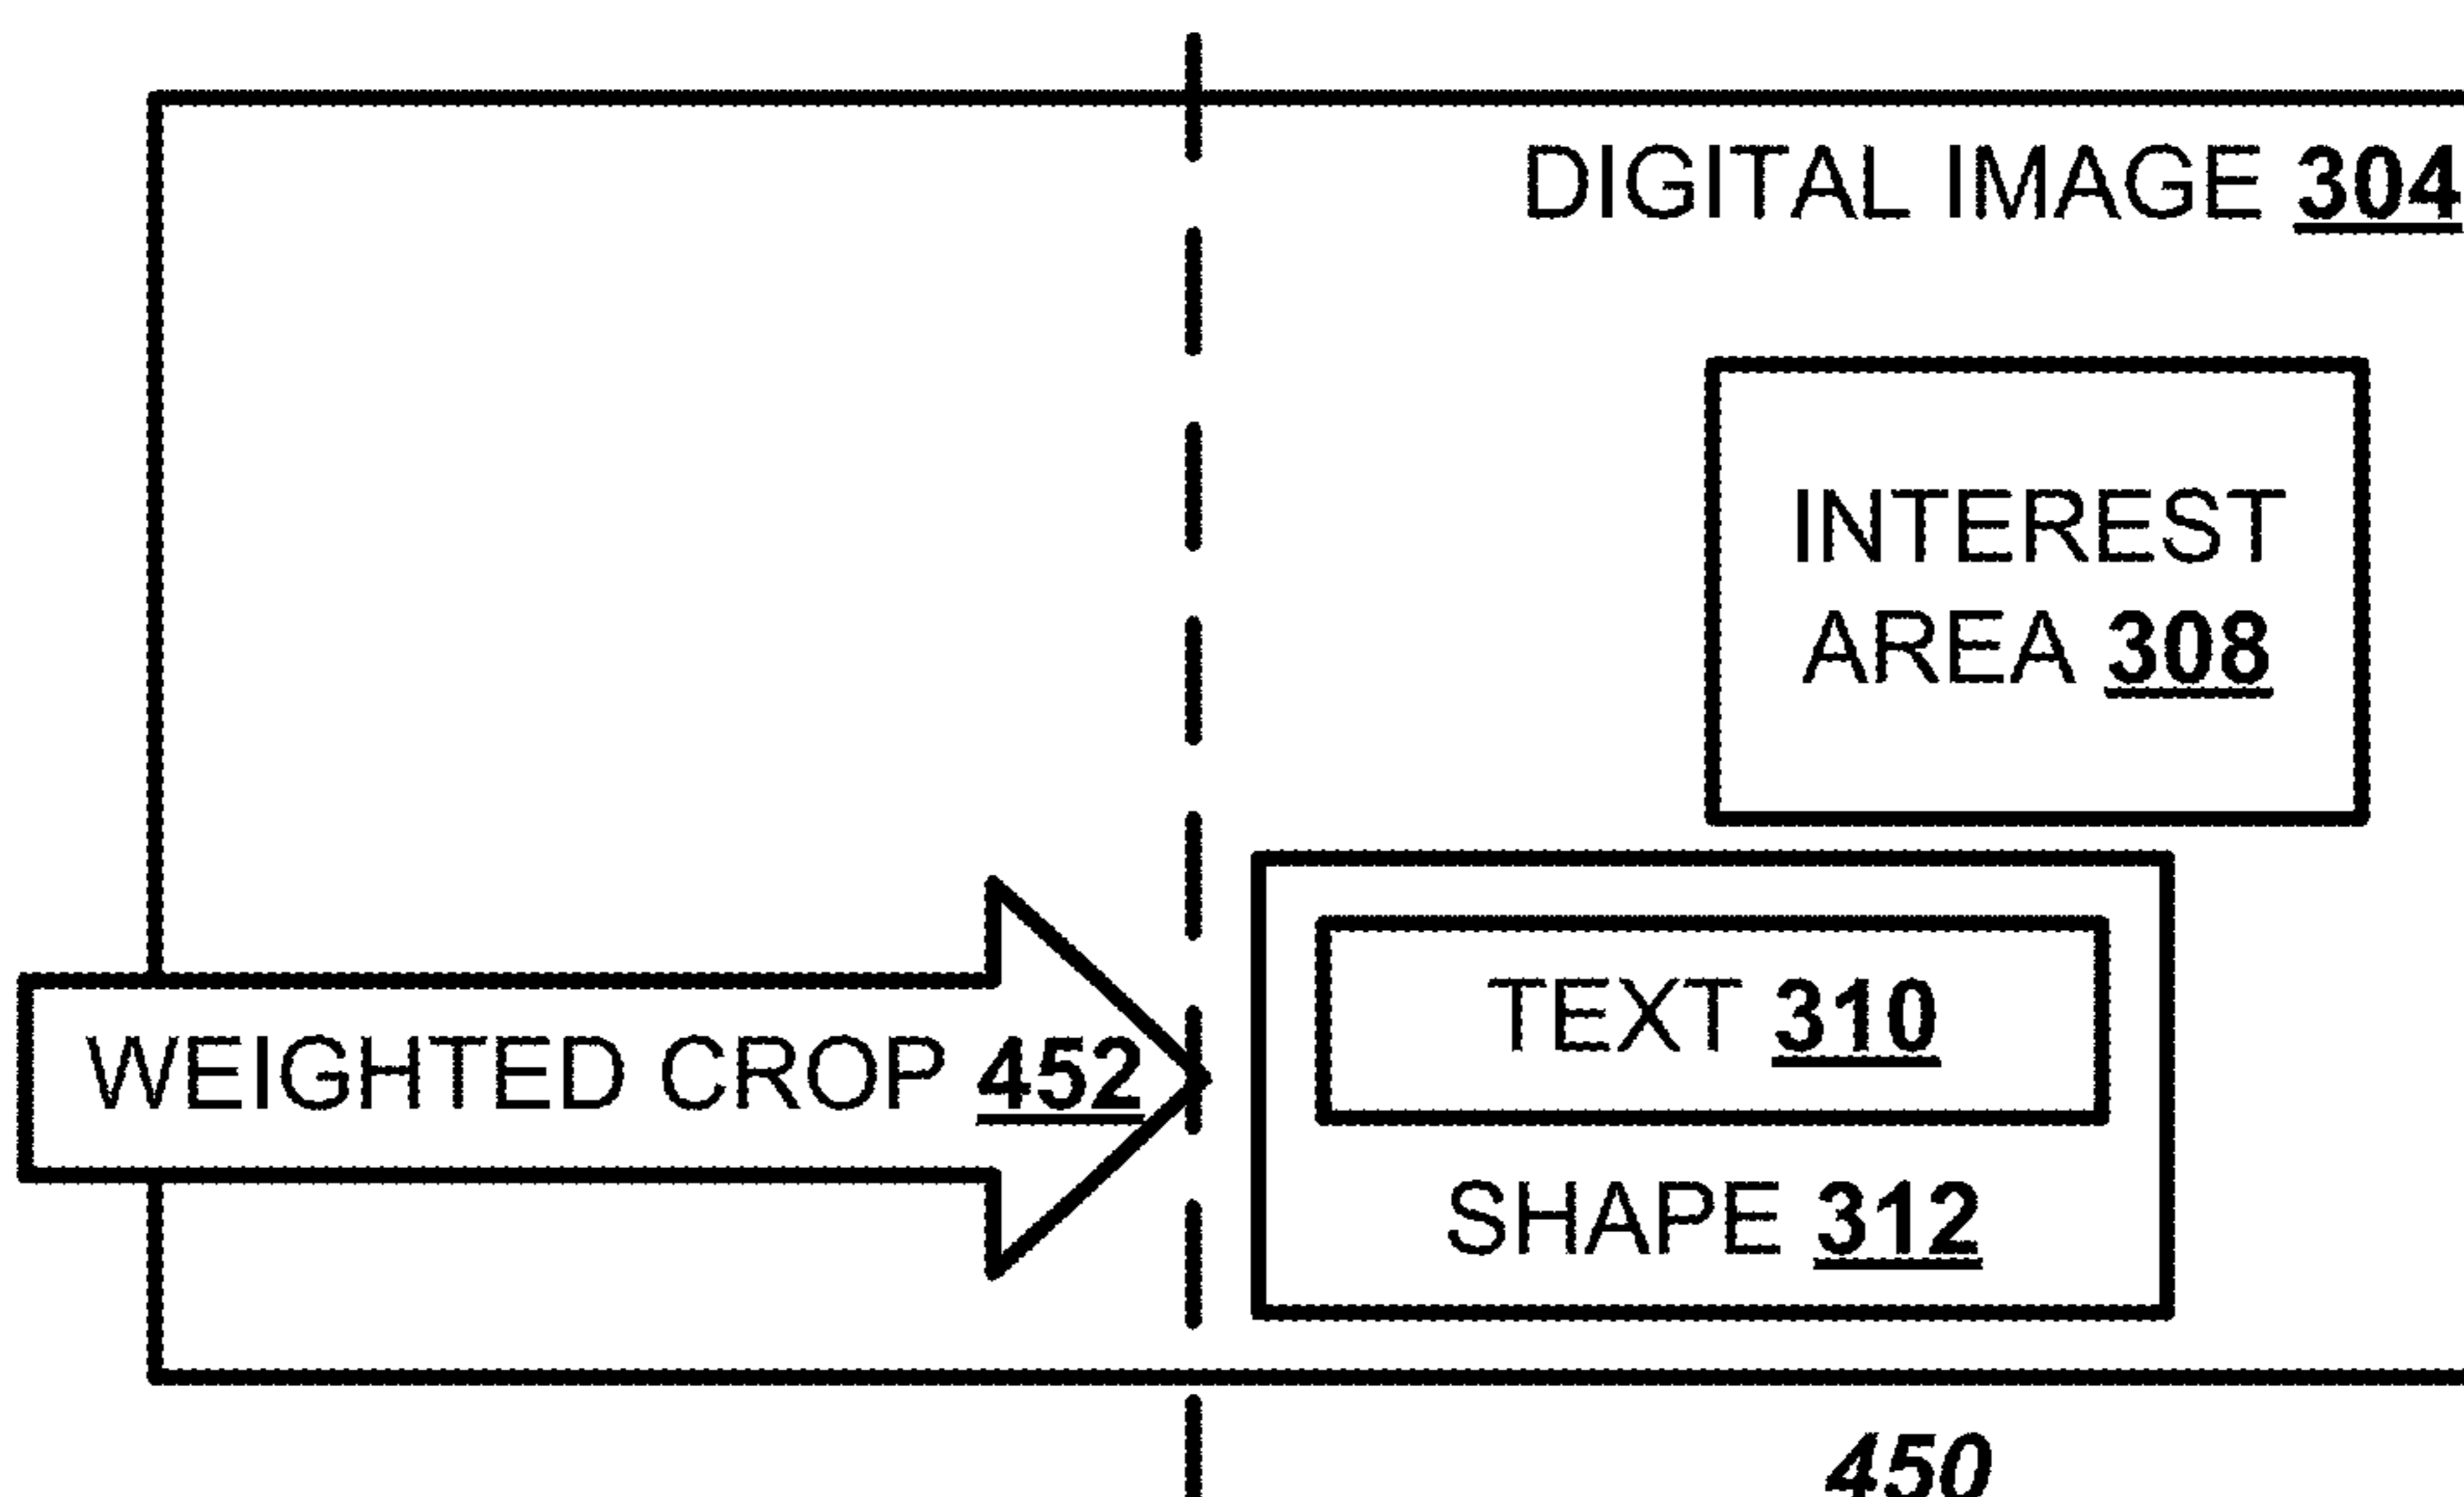 DIGITAL IMAGE 304
INTEREST
AREA 308
TEXT 310
WEIGHTED CROP 452
SHAPE 312
450